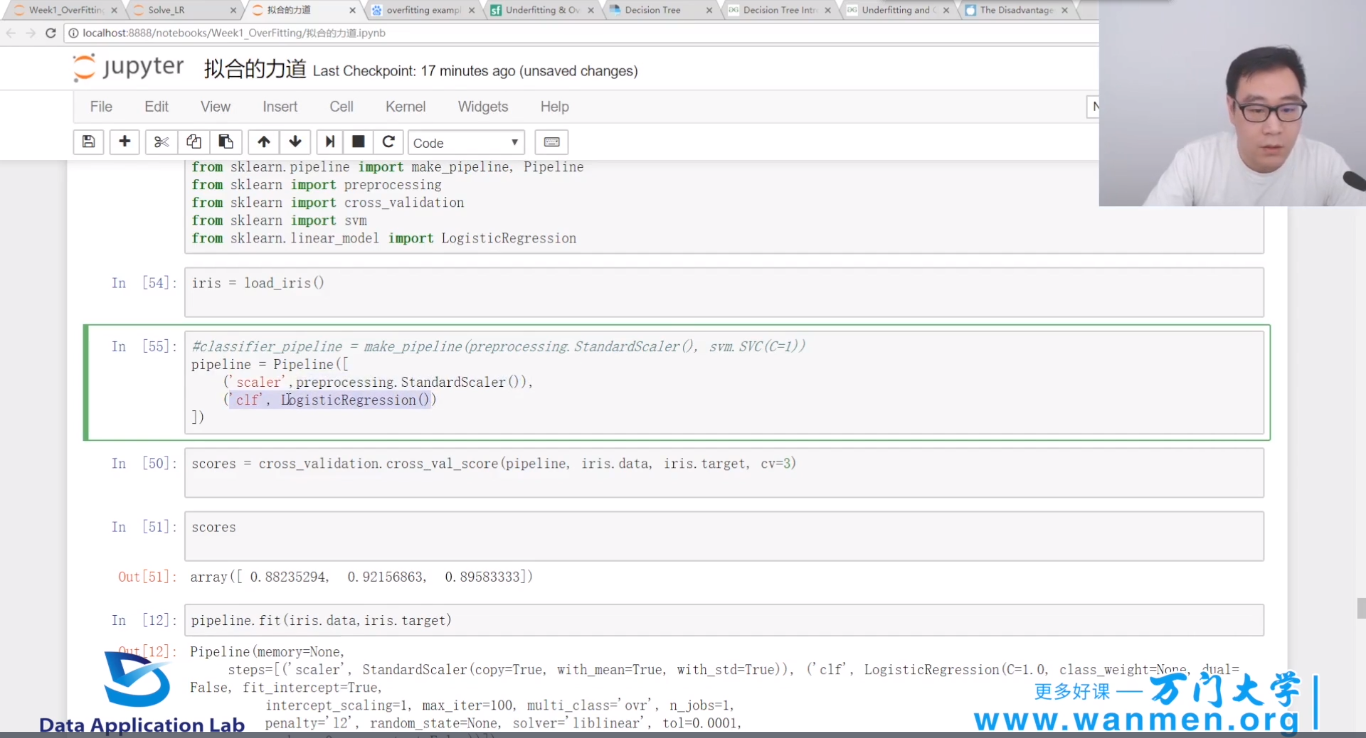 Week1_OverFitting
Solve_LR
拟合的力道
overfitting exampl
Underfitting & Ov
Decision Tree
Decision Tree Intr
Underfitting and O
The Disadvantage
localhost:8888/notebooks/Week1_OverFitting/拟合的力道.ipynb
jupyter 拟合的力道 Last Checkpoint: 17 minutes ago (unsaved changes)
File Edit View Insert Cell Kernel Widgets Help
Code
from sklearn.pipeline import make_pipeline, Pipeline
from sklearn import preprocessing
from sklearn import cross_validation
from sklearn import svm
from sklearn.linear_model import LogisticRegression
In [54]: iris = load_iris()
In [55]: #classifier_pipeline = make_pipeline(preprocessing.StandardScaler(), svm.SVC(C=1))
pipeline = Pipeline([
('scaler',preprocessing.StandardScaler()),
('clf', LogisticRegression())
])
In [50]: scores = cross_validation.cross_val_score(pipeline, iris.data, iris.target, cv=3)
In [51]: scores
Out[51]: array([ 0.88235294, 0.92156863, 0.89583333])
In [12]: pipeline.fit(iris.data,iris.target)
Out[12]: Pipeline(memory=None,
steps=[('scaler', StandardScaler(copy=True, with_mean=True, with_std=True)), ('clf', LogisticRegression(C=1.0, class_weight=None, dual=
False, fit_intercept=True,
intercept_scaling=1, max_iter=100, multi_class='ovr', n_jobs=1,
penalty='l2', random_state=None, solver='liblinear', tol=0.0001,
Data Application Lab
更多好课 — 万门大学
www.wanmen.org